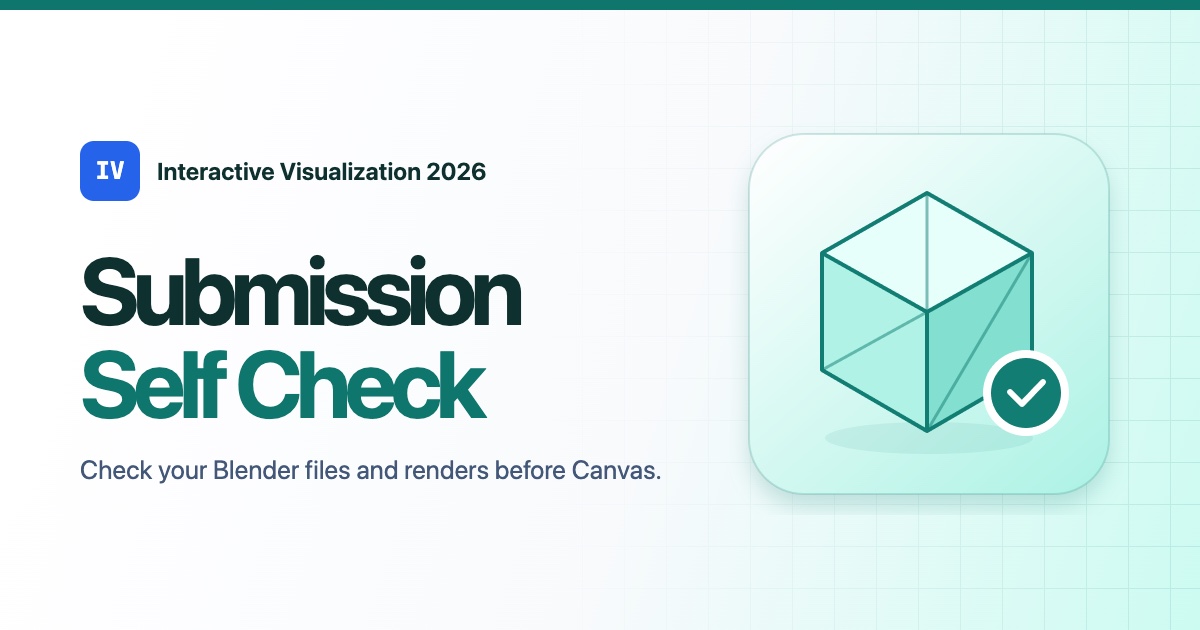 IV
Interactive Visualization 2026
Submission
Self Check
Check your Blender files and renders before Canvas.